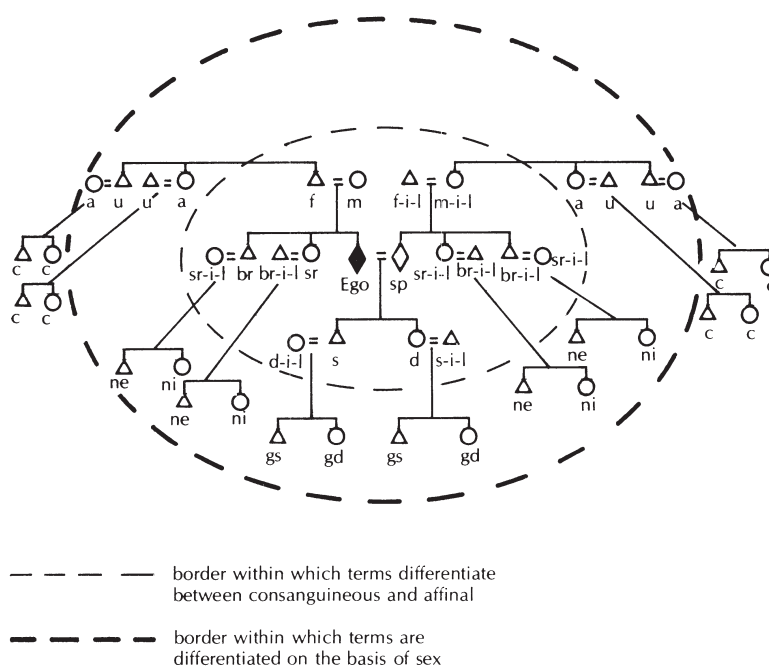 a u u a f m f-i-l m-i-l a u u a
c c sr-i-l br br-i-l sr Ego sp sr-i-l br-i-l br-i-l sr-i-l c
c c c c
d-i-l s d s-i-l ne ni
ne ni ne ni ne ni
gs gd gs gd
border within which terms differentiate
between consanguineous and affinal
border within which terms are
differentiated on the basis of sex